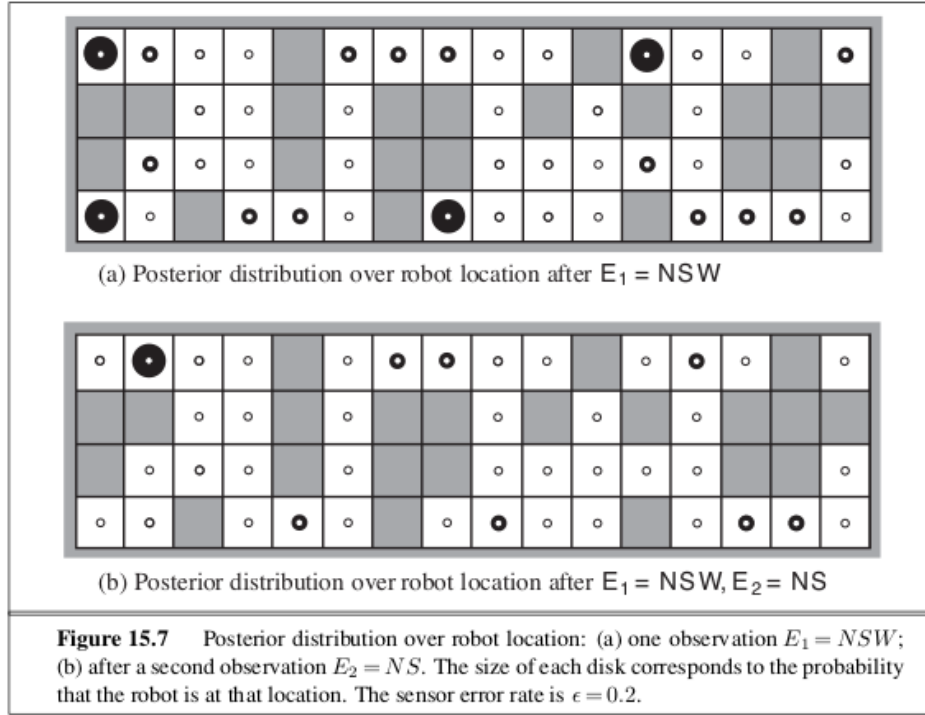 (a) Posterior distribution over robot location after E₁ = NSW
(b) Posterior distribution over robot location after E₁ = NSW, E₂ = NS
Figure 15.7 Posterior distribution over robot location: (a) one observation E₁ = NSW;
(b) after a second observation E₂ = NS. The size of each disk corresponds to the probability
that the robot is at that location. The sensor error rate is ϵ = 0.2.